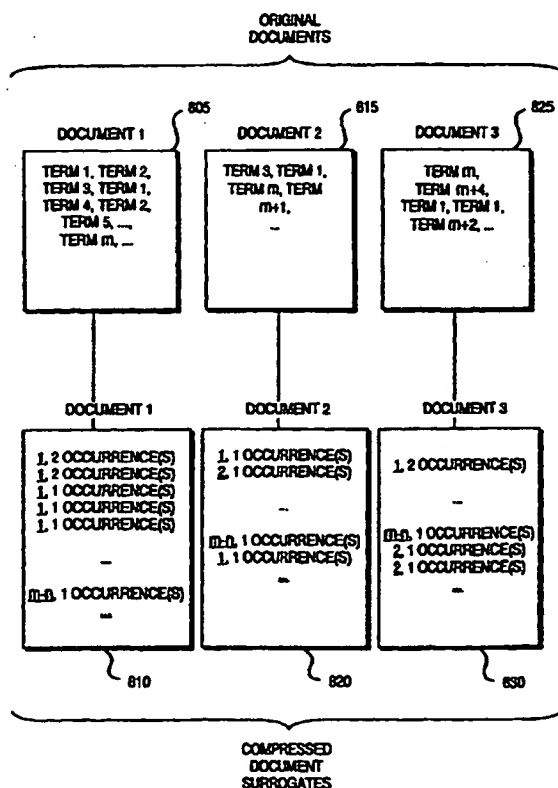 ORIGINAL
DOCUMENTS
805
615
825
DOCUMENT 1
DOCUMENT 2
DOCUMENT 3
TERM 1, TERM 2,
TERM 3, TERM 1,
TERM 4, TERM 2,
TERM 5, ...,
TERM m, ...
TERM 3, TERM 1,
TERM m, TERM
m+1,
...
TERM m,
TERM m+4,
TERM 1, TERM 1,
TERM m+2, ...
DOCUMENT 1
DOCUMENT 2
DOCUMENT 3
1, 2 OCCURRENCE(S)
1, 2 OCCURRENCE(S)
1, 1 OCCURRENCE(S)
1, 1 OCCURRENCE(S)
1, 1 OCCURRENCE(S)
...
m-n, 1 OCCURRENCE(S)
...
1, 1 OCCURRENCE(S)
2, 1 OCCURRENCE(S)
...
m-n, 1 OCCURRENCE(S)
1, 1 OCCURRENCE(S)
...
1, 2 OCCURRENCE(S)
...
m-n, 1 OCCURRENCE(S)
2, 1 OCCURRENCE(S)
2, 1 OCCURRENCE(S)
...
810
820
830
COMPRESSED
DOCUMENT
SURROGATES